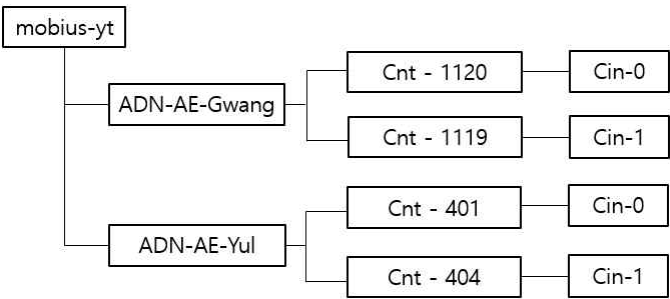 mobius-yt
ADN-AE-Gwang
Cnt - 1120
Cin-0
Cnt - 1119
Cin-1
ADN-AE-Yul
Cnt - 401
Cin-0
Cnt - 404
Cin-1